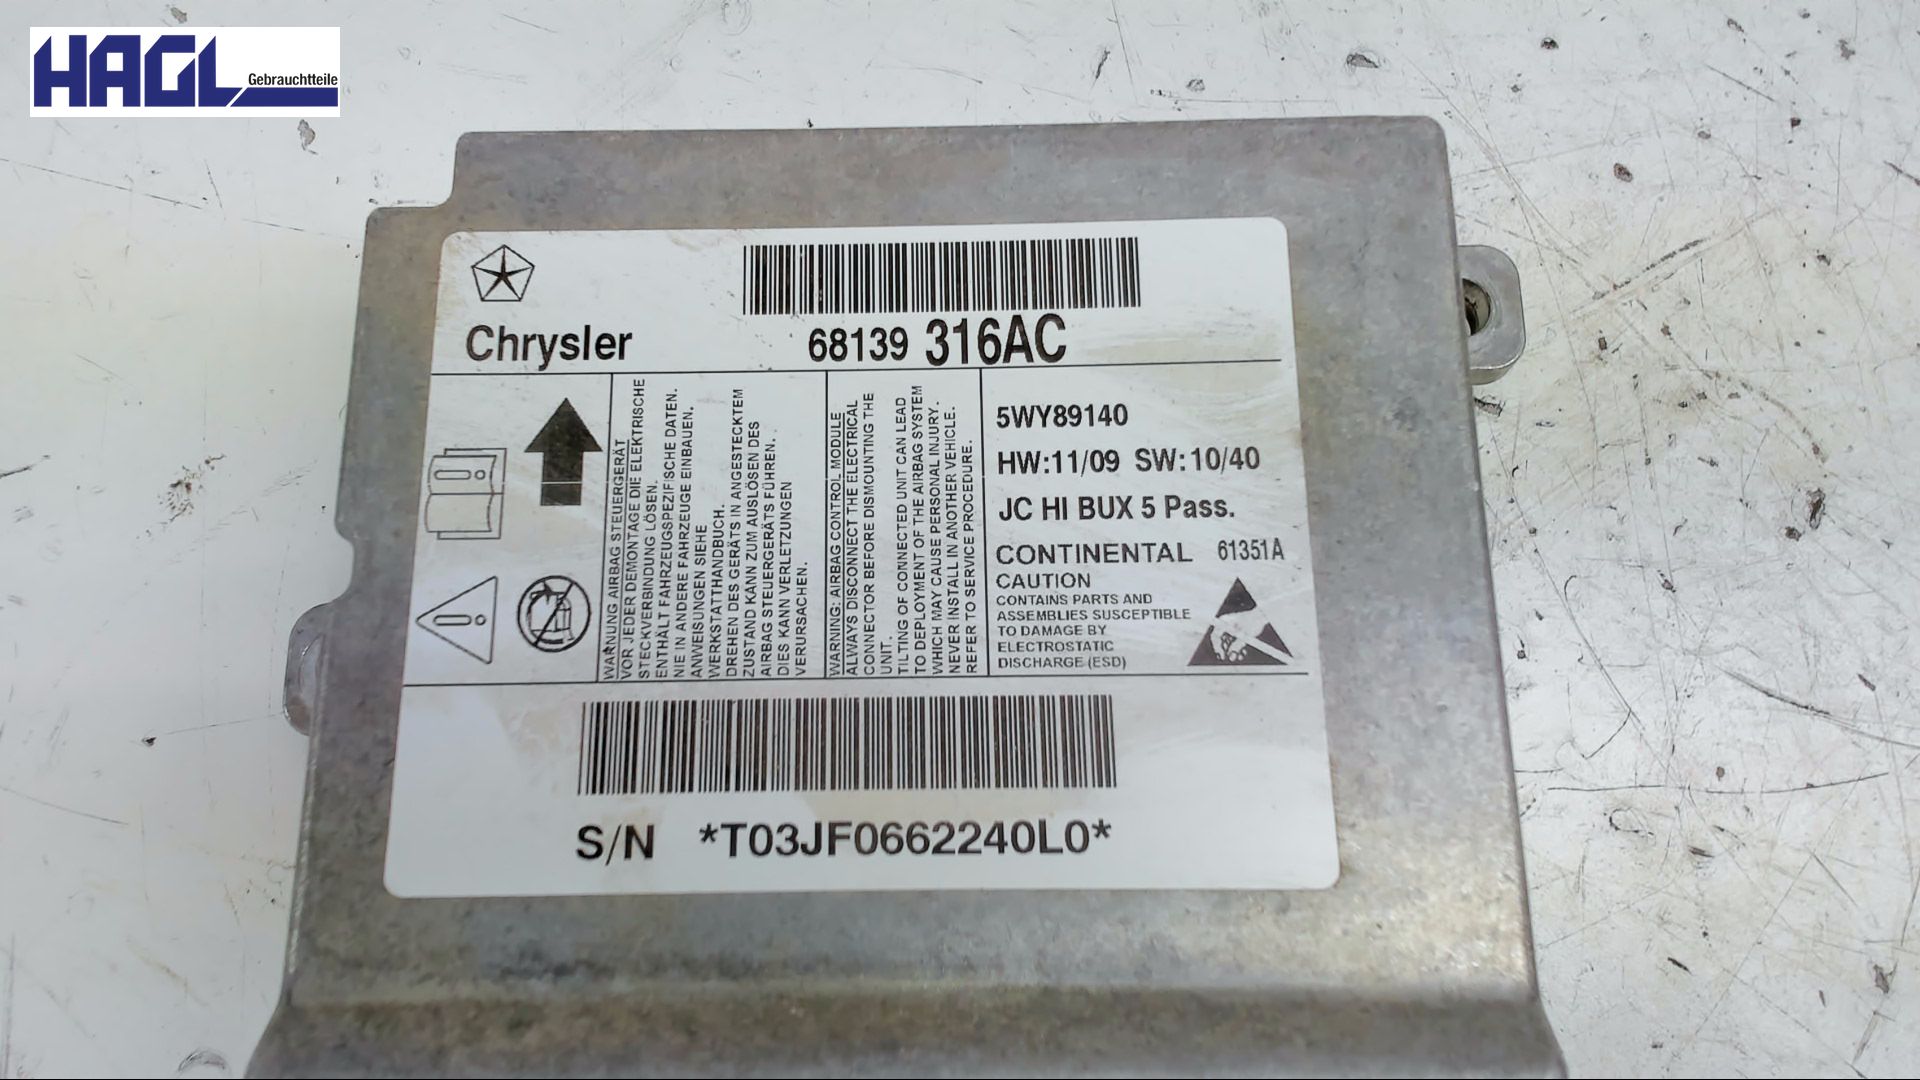 HAGL
Gebrauchtteile
Chrysler
68139 316AC
WARNUNG AIRBAG STEUERGERÄT
VOR JEDER DEMONTAGE DIE ELEKTRISCHE
STECKVERBINDUNG LÖSEN.
ENTHÄLT FAHRZEUGSPEZIFISCHE DATEN.
NIE IN ANDERE FAHRZEUGE EINBAUEN.
ANWEISUNGEN SIEHE
WERKSTATTHANDBUCH.
DREHEN DES GERÄTS IN ANGESTECKTEM
ZUSTAND KANN ZUM AUSLÖSEN DES
AIRBAG STEUERGERÄTS FÜHREN.
DIES KANN VERLETZUNGEN
VERURSACHEN.
WARNING: AIRBAG CONTROL MODULE
ALWAYS DISCONNECT THE ELECTRICAL
CONNECTOR BEFORE DISMOUNTING THE
UNIT.
TILTING OF CONNECTED UNIT CAN LEAD
TO DEPLOYMENT OF THE AIRBAG SYSTEM
WHICH MAY CAUSE PERSONAL INJURY.
NEVER INSTALL IN ANOTHER VEHICLE.
REFER TO SERVICE PROCEDURE.
5WY89140
HW:11/09 SW:10/40
JC HI BUX 5 Pass.
CONTINENTAL 61351A
CAUTION
CONTAINS PARTS AND
ASSEMBLIES SUSCEPTIBLE
TO DAMAGE BY
ELECTROSTATIC
DISCHARGE (ESD)
S/N *T03JF0662240L0*